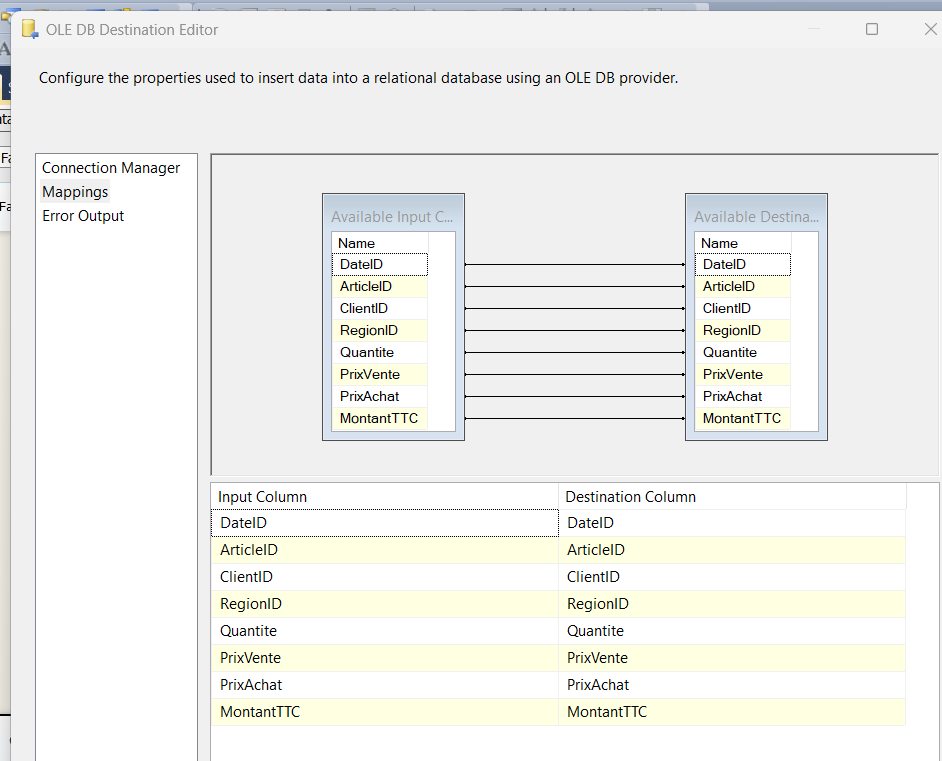 OLE DB Destination Editor
Configure the properties used to insert data into a relational database using an OLE DB provider.
Connection Manager
Mappings
Error Output
Available Input C...
Name
DateID
ArticleID
ClientID
RegionID
Quantite
PrixVente
PrixAchat
MontantTTC
Available Destina...
Name
DateID
ArticleID
ClientID
RegionID
Quantite
PrixVente
PrixAchat
MontantTTC
Input Column Destination Column
DateID DateID
ArticleID ArticleID
ClientID ClientID
RegionID RegionID
Quantite Quantite
PrixVente PrixVente
PrixAchat PrixAchat
MontantTTC MontantTTC